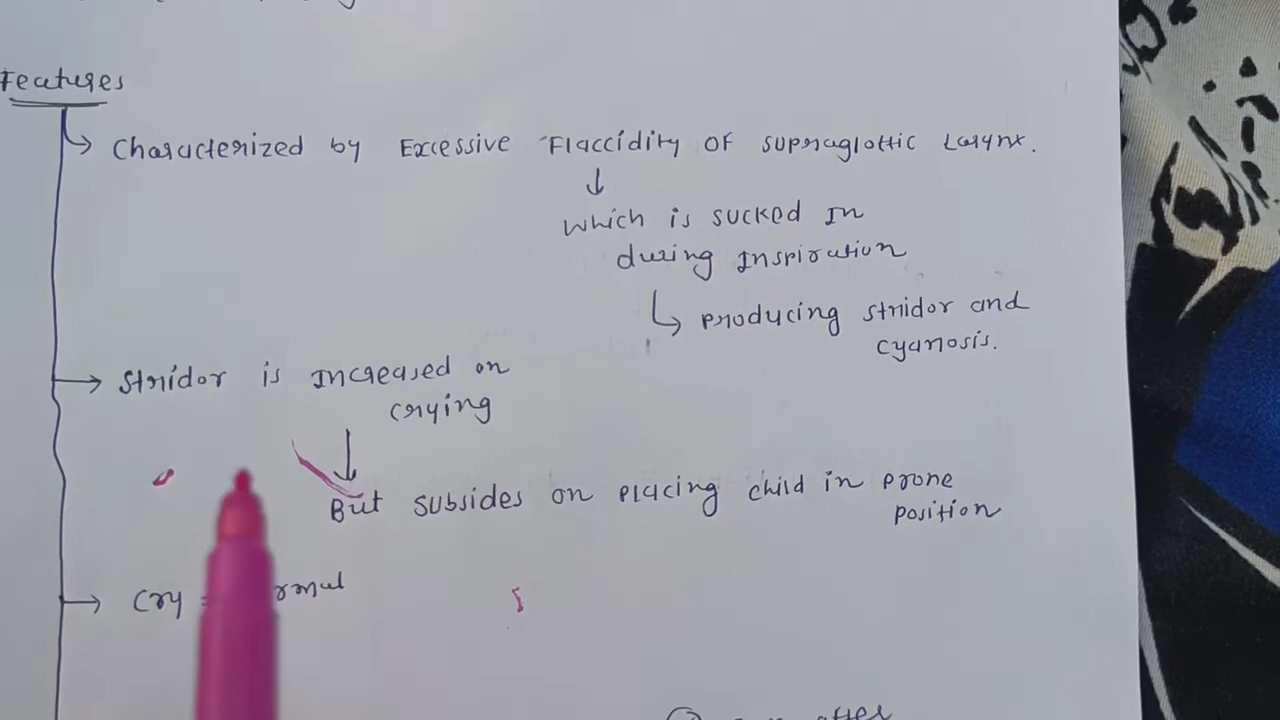 Features
Characterized by Excessive Flaccidity of supraglottic Larynx.
which is sucked In
during Inspiration
producing stridor and
cyanosis.
stridor is increased on
crying
But subsides on placing child in prone
position
Cry
after